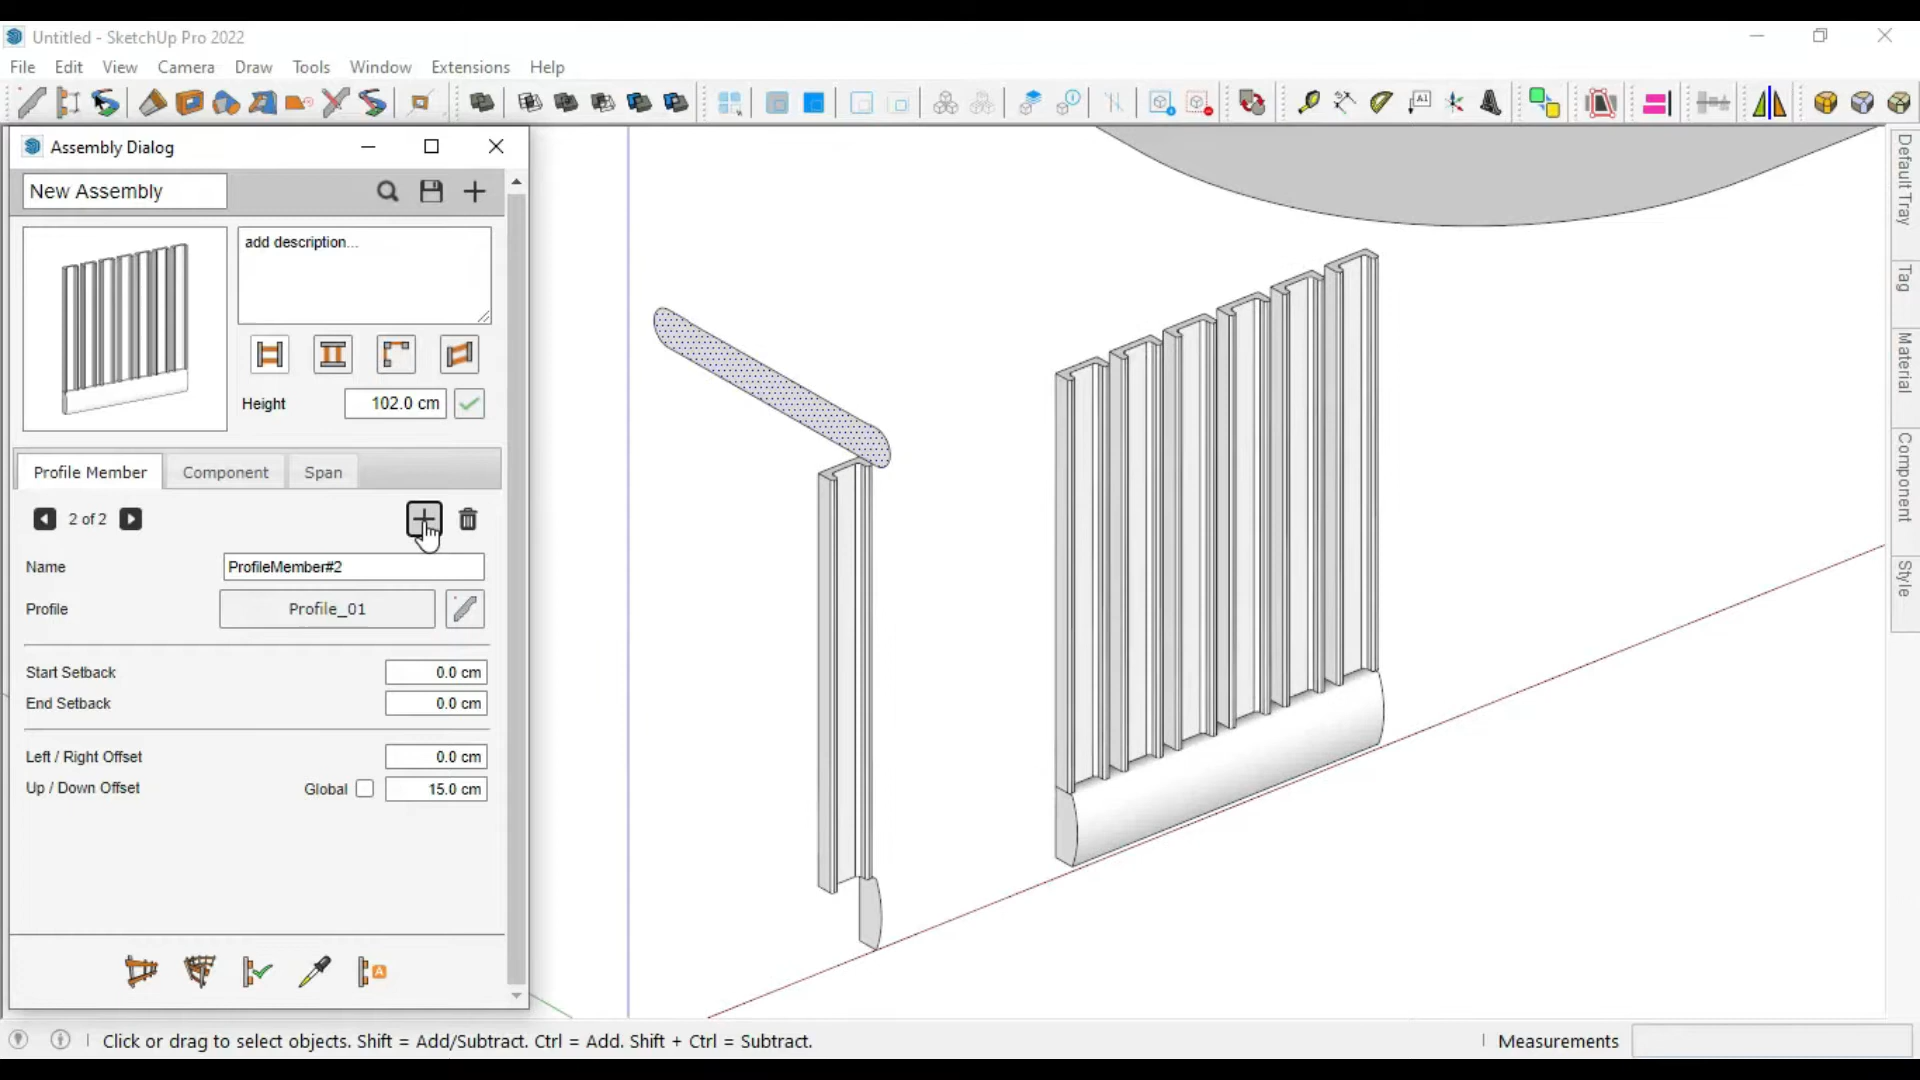 Untitled - SketchUp Pro 2022
File Edit View Camera Draw Tools Window Extensions Help
A1
Assembly Dialog
New Assembly
add description...
Height 102.0 cm
Profile Member Component Span
2 of 2
Name ProfileMember#2
Profile Profile_01
Start Setback 0.0 cm
End Setback 0.0 cm
Left / Right Offset 0.0 cm
Up / Down Offset Global 15.0 cm
A
Default Tray
Tag
Material
Component
Style
Click or drag to select objects. Shift = Add/Subtract. Ctrl = Add. Shift + Ctrl = Subtract.
Measurements